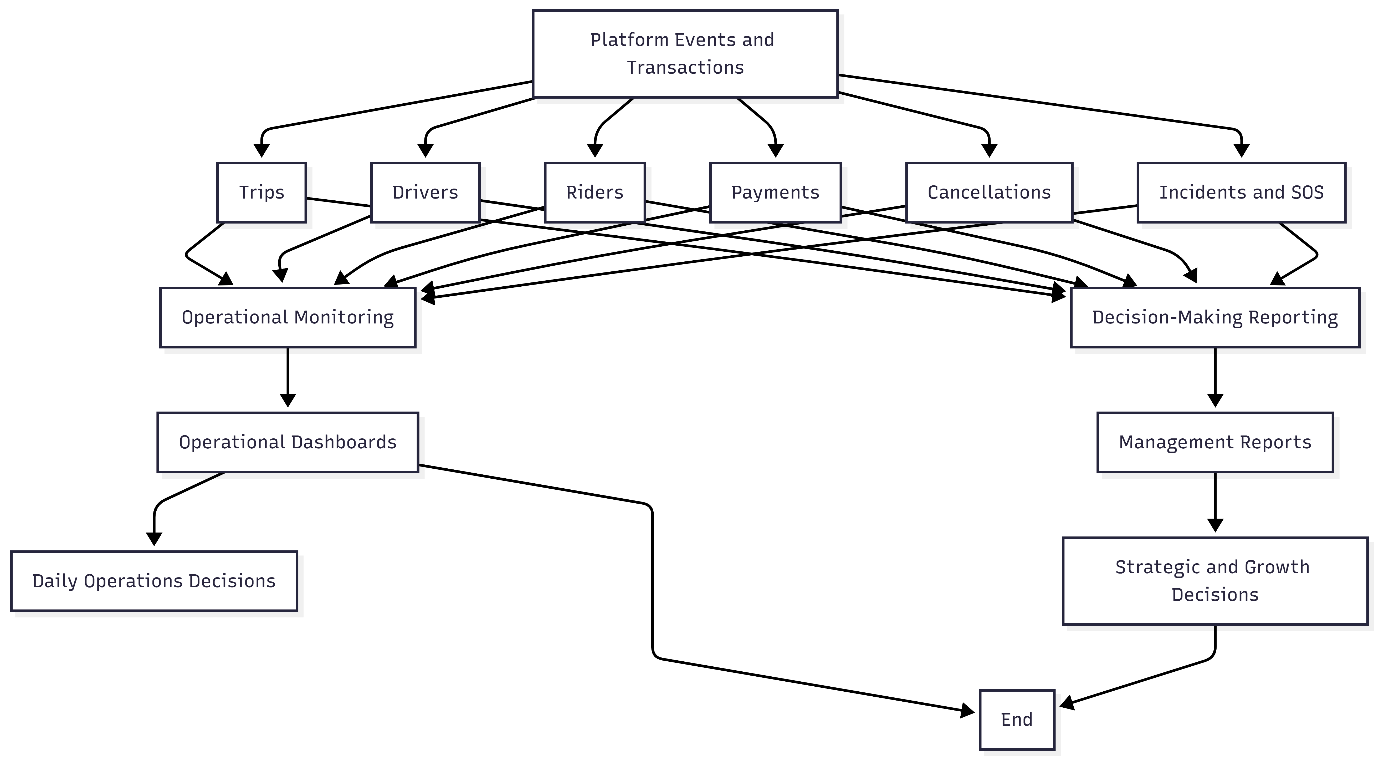 Platform Events and
Transactions
Trips
Drivers
Riders
Payments
Cancellations
Incidents and SOS
Operational Monitoring
Decision-Making Reporting
Operational Dashboards
Management Reports
Daily Operations Decisions
Strategic and Growth
Decisions
End